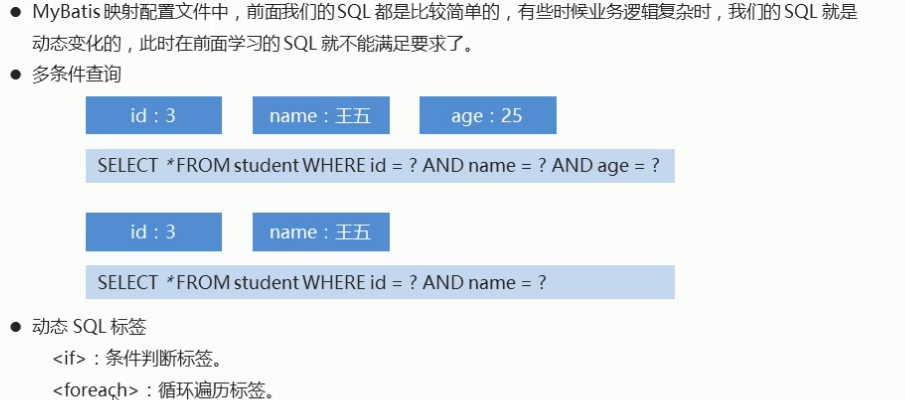 ● MyBatis 映射配置文件中，前面我们的 SQL 都是比较简单的，有些时候业务逻辑复杂时，我们的 SQL 就是
动态变化的，此时在前面学习的 SQL 就不能满足要求了。
● 多条件查询
id：3 name：王五 age：25
SELECT *FROM student WHERE id = ? AND name = ? AND age = ?
id：3 name：王五
SELECT *FROM student WHERE id = ? AND name = ?
● 动态 SQL 标签
<if>：条件判断标签。
<foreach>：循环遍历标签。